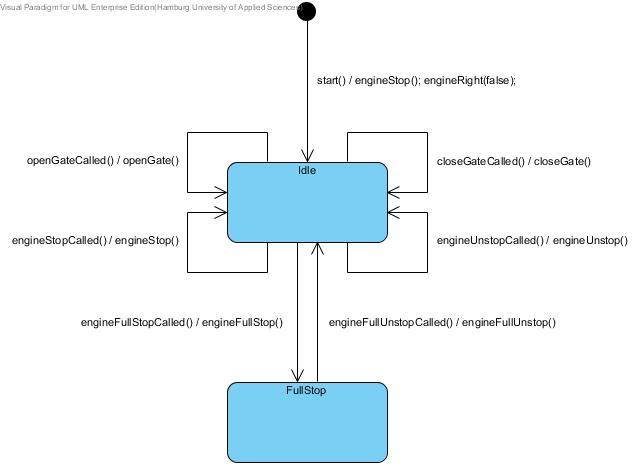 Visual Paradigm for UML Enterprise Edition(Hamburg University of Applied Sciences)
start() / engineStop(); engineRight(false);
openGateCalled() / openGate()
closeGateCalled() / closeGate()
Idle
engineStopCalled() / engineStop()
engineUnstopCalled() / engineUnstop()
engineFullStopCalled() / engineFullStop()
engineFullUnstopCalled() / engineFullUnstop()
FullStop